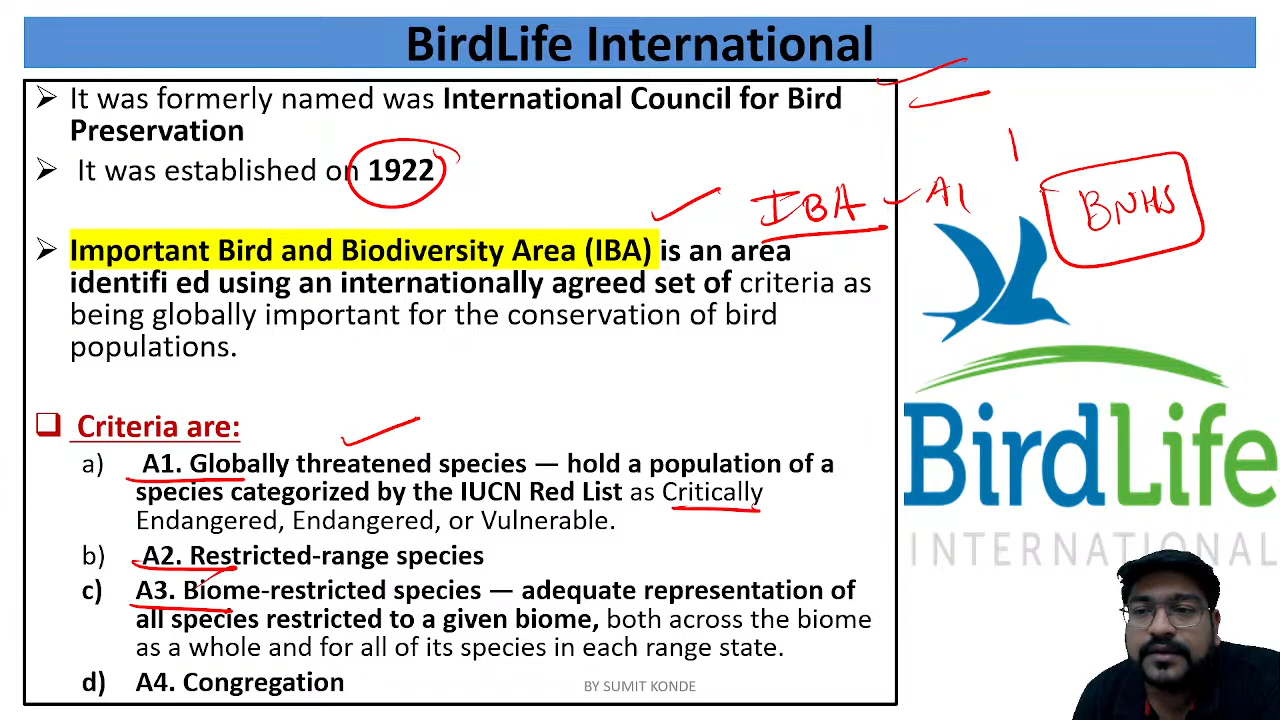 BirdLife International
➢ It was formerly named was International Council for Bird
Preservation
➢ It was established on 1922
IBA - A1
BNHS
➢ Important Bird and Biodiversity Area (IBA) is an area
identifi ed using an internationally agreed set of criteria as
being globally important for the conservation of bird
populations.
❑ Criteria are:
a) A1. Globally threatened species — hold a population of a
species categorized by the IUCN Red List as Critically
Endangered, Endangered, or Vulnerable.
b) A2. Restricted-range species
c) A3. Biome-restricted species — adequate representation of
all species restricted to a given biome, both across the biome
as a whole and for all of its species in each range state.
d) A4. Congregation
BY SUMIT KONDE
BirdLife
INTERNATIONAL